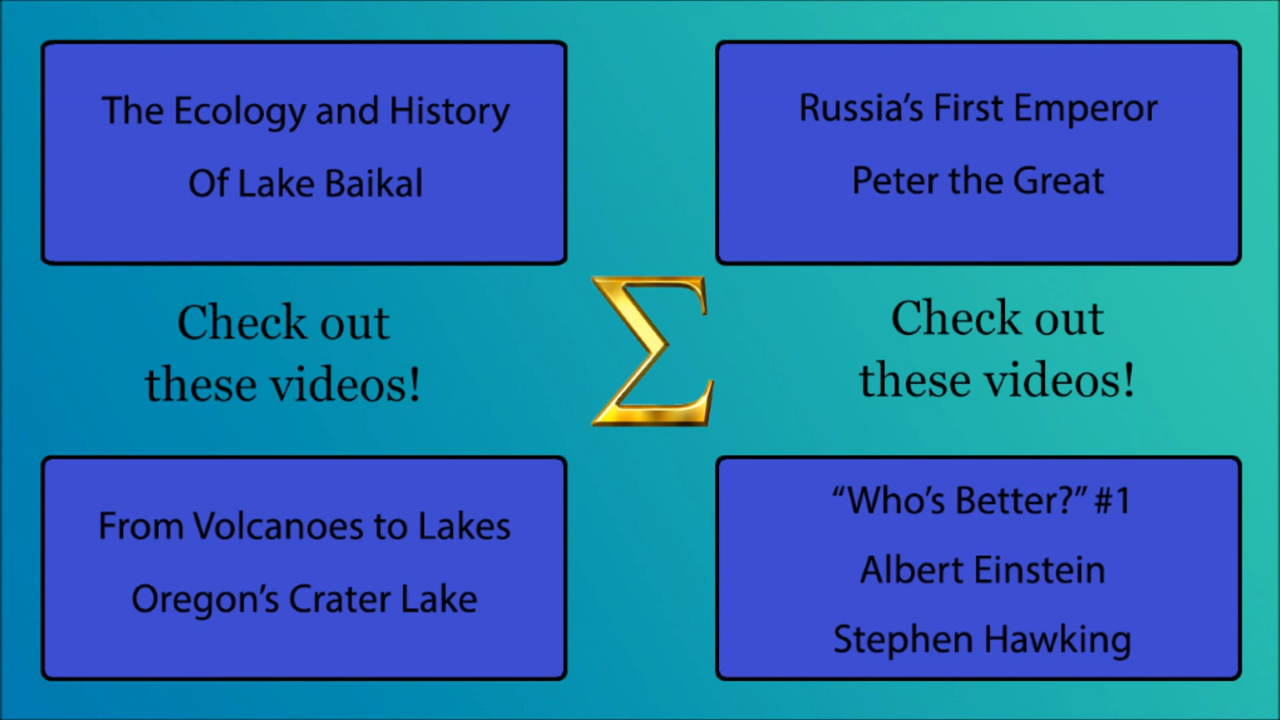 The Ecology and History
Of Lake Baikal
Russia’s First Emperor
Peter the Great
Check out
these videos!
Σ
Check out
these videos!
From Volcanoes to Lakes
Oregon’s Crater Lake
“Who’s Better?” #1
Albert Einstein
Stephen Hawking